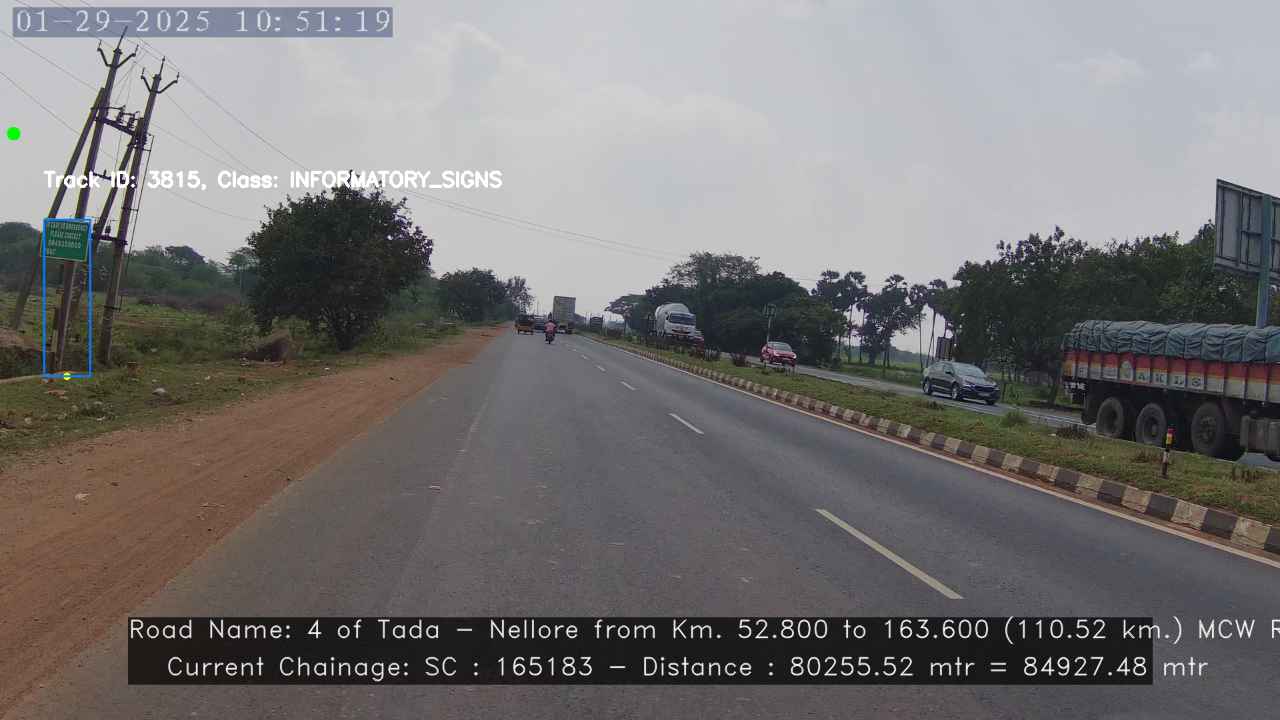 01-29-2025 10:51:19
Track ID: 3815, Class: INFORMATORY_SIGNS
PLEASE CONTACT
Road Name: 4 of Tada - Nellore from Km. 52.800 to 163.600 (110.52 km.) MCW R
Current Chainage: SC : 165183 - Distance : 80255.52 mtr = 84927.48 mtr